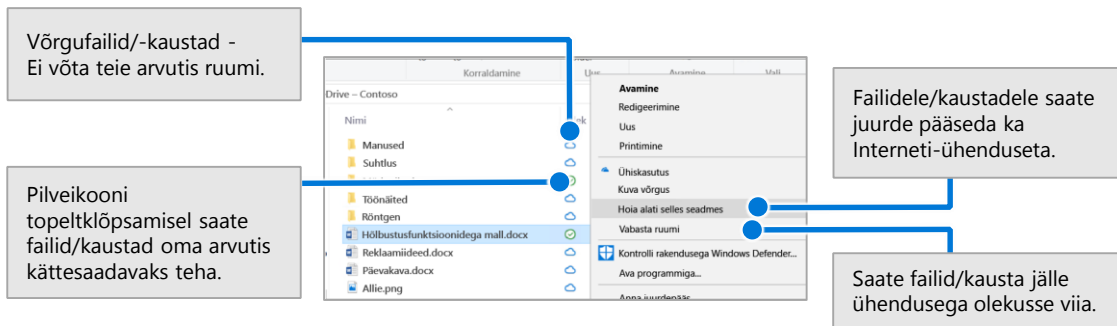 Võrgufailid/-kaustad -
Ei võta teie arvutis ruumi.
Pilveikooni
topeltklõpsamisel saate
failid/kaustad oma arvutis
kättesaadavaks teha.
Korraldamine
Avamine
Vali
Drive – Contoso
Nimi
Manused
Suhtlus
Töönäited
Röntgen
Hõlbustusfunktsioonidega mall.docx
Reklaamiideed.docx
Päevakava.docx
Allie.png
Avamine
Redigeerimine
Uus
Printimine
Ühiskasutus
Kuva võrgus
Hoia alati selles seadmes
Vabasta ruumi
Kontrolli rakendusega Windows Defender...
Ava programmiga...
Anna juurdepääs
Failidele/kaustadele saate
juurde pääseda ka
Interneti-ühenduseta.
Saate failid/kausta jälle
ühendusega olekusse viia.